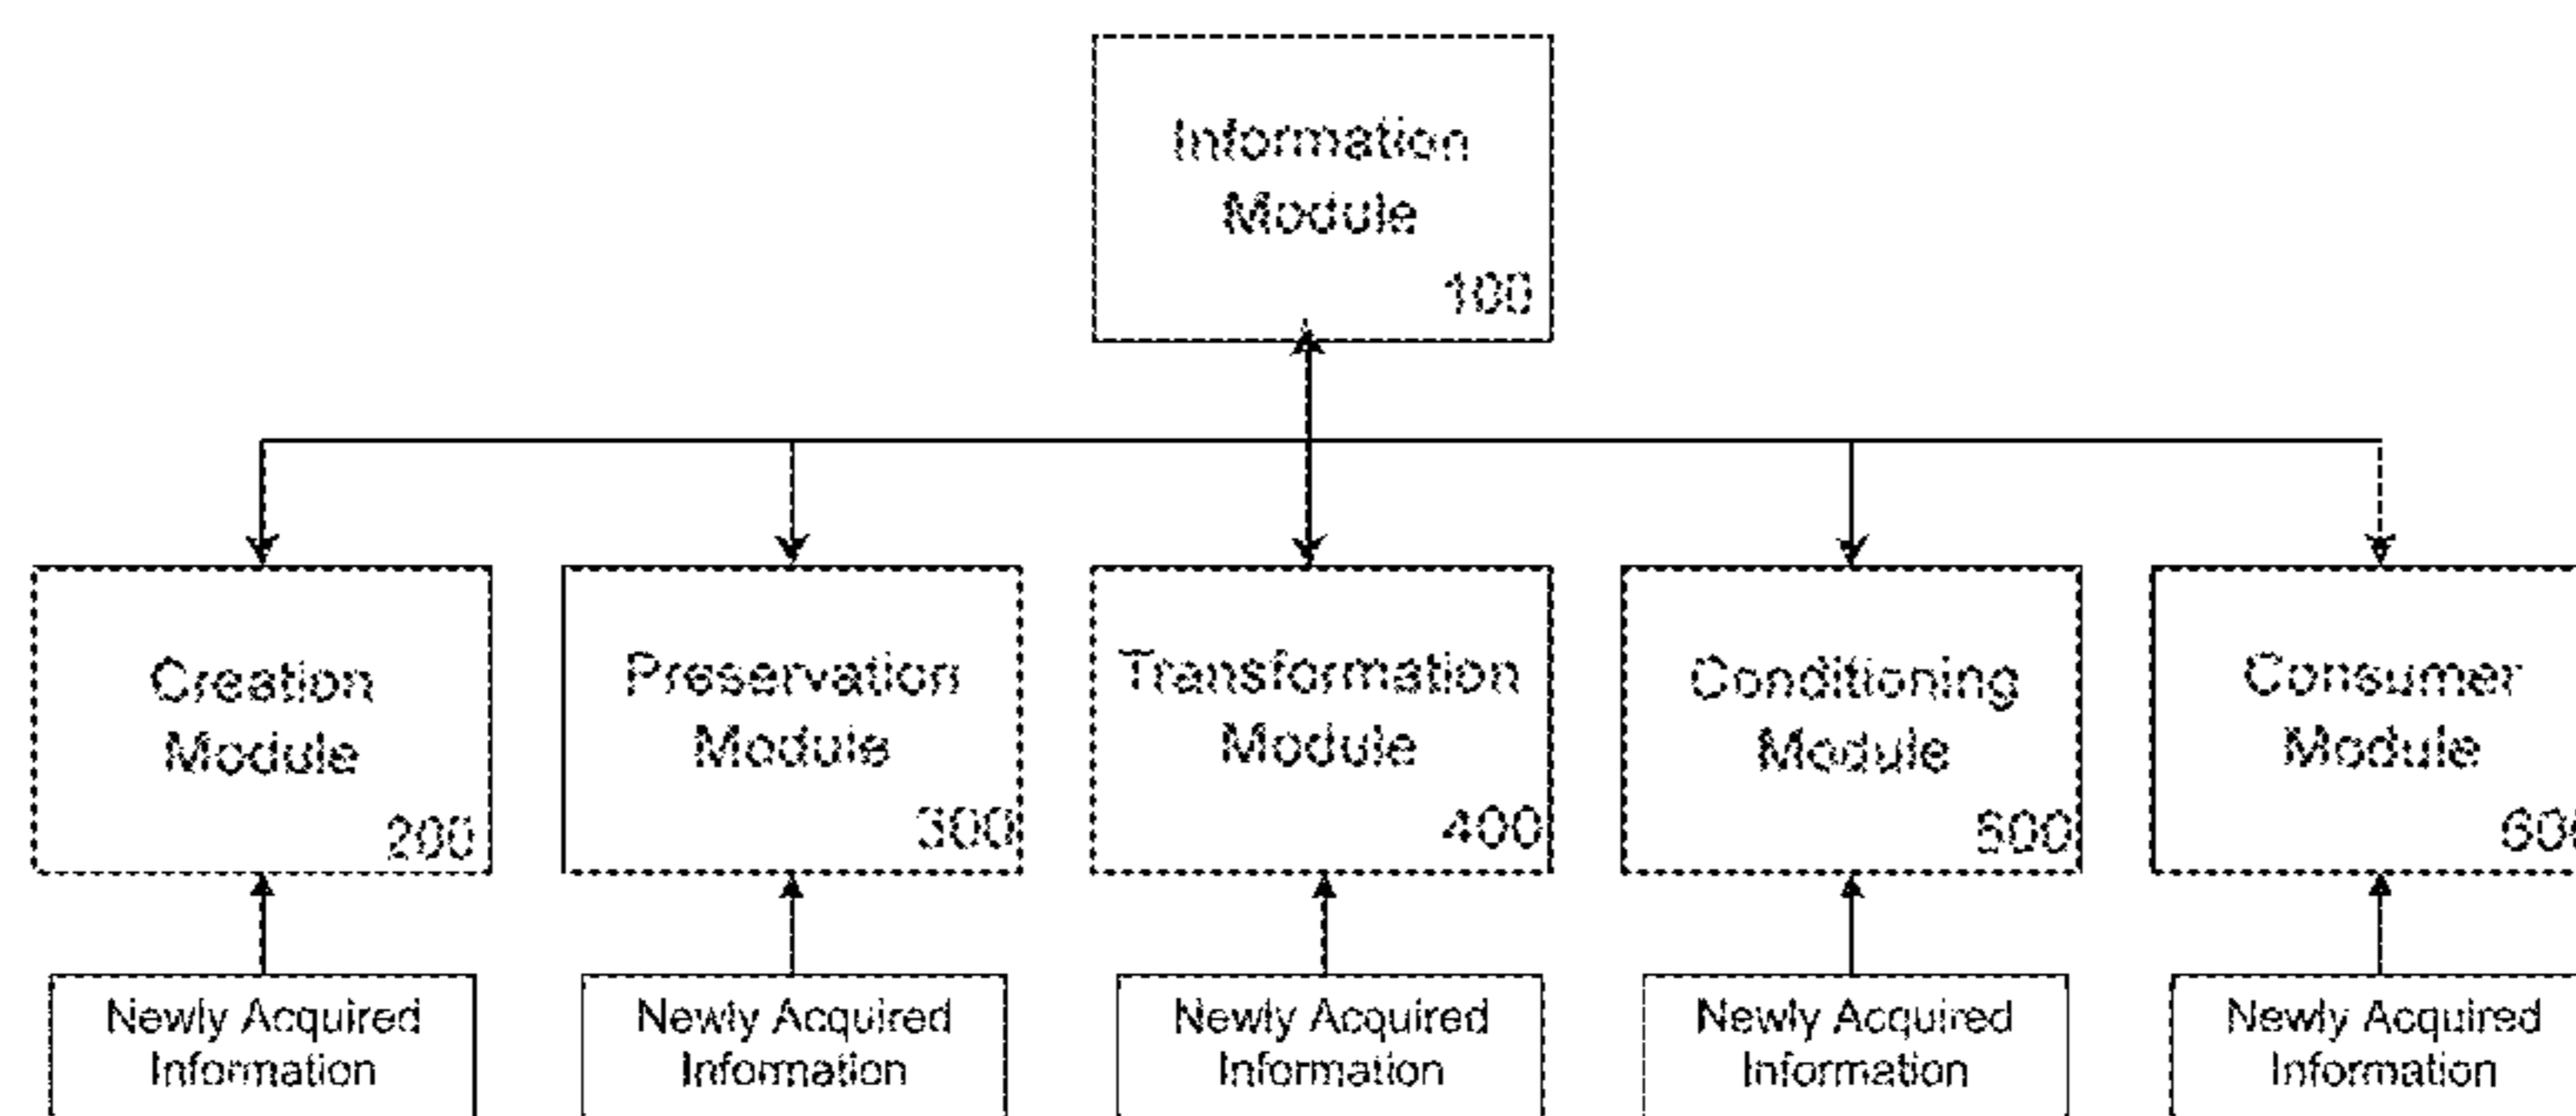 Information
Module
100
Creation
Module
200
Preservation
Module
300
Transformation
Module
400
Conditioning
Module
500
Consumer
Module
Newly Acquired
Information
Newly Acquired
Information
Newly Acquired
Information
Newly Acquired
Information
Newly Acquired
Information